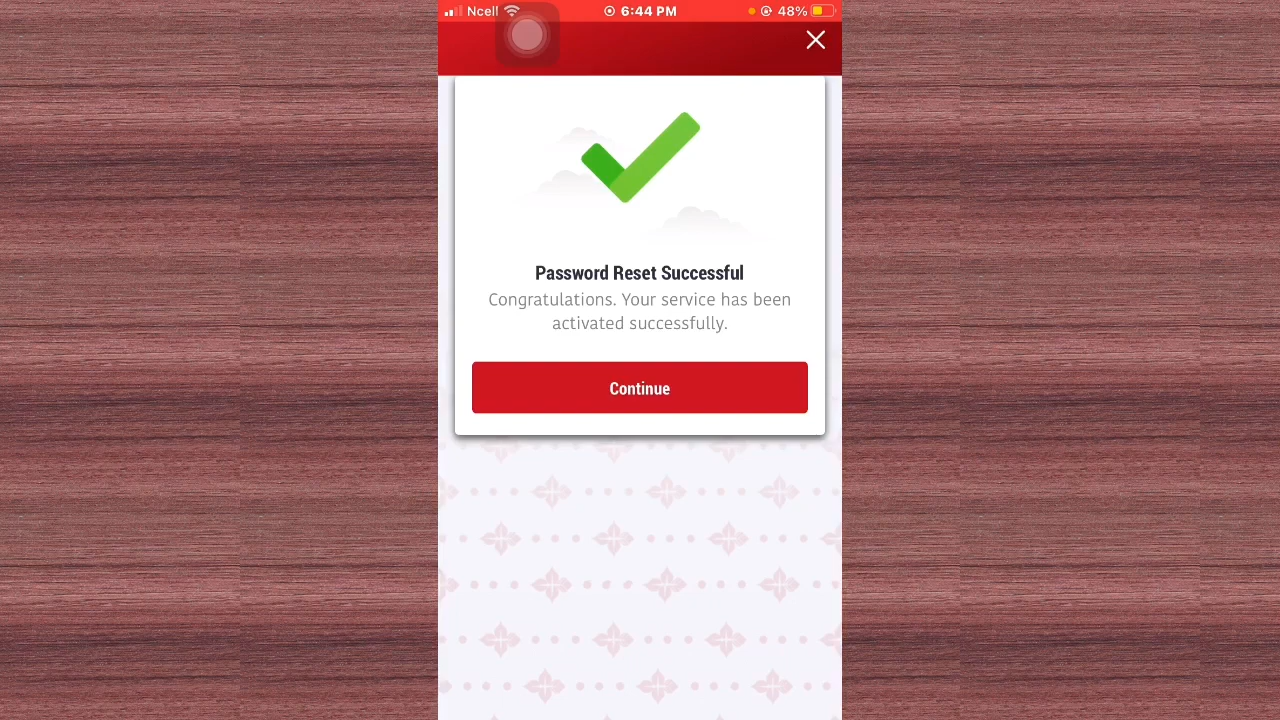 Ncell 6:44 PM 48%
Password Reset Successful
Congratulations. Your service has been
activated successfully.
Continue